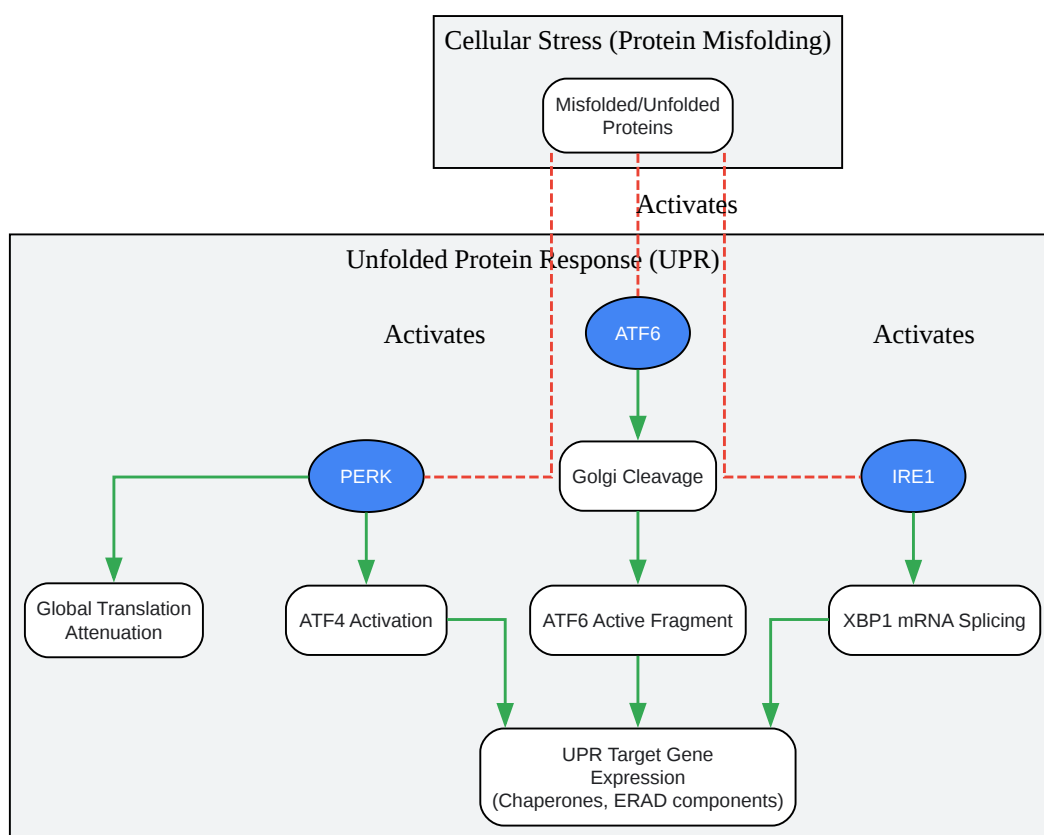 Cellular Stress (Protein Misfolding)
Misfolded/Unfolded
Proteins
Activates
Unfolded Protein Response (UPR)
Activates
ATF6
Activates
PERK
Golgi Cleavage
IRE1
Global Translation
Attenuation
ATF4 Activation
ATF6 Active Fragment
XBP1 mRNA Splicing
UPR Target Gene
Expression
(Chaperones, ERAD components)